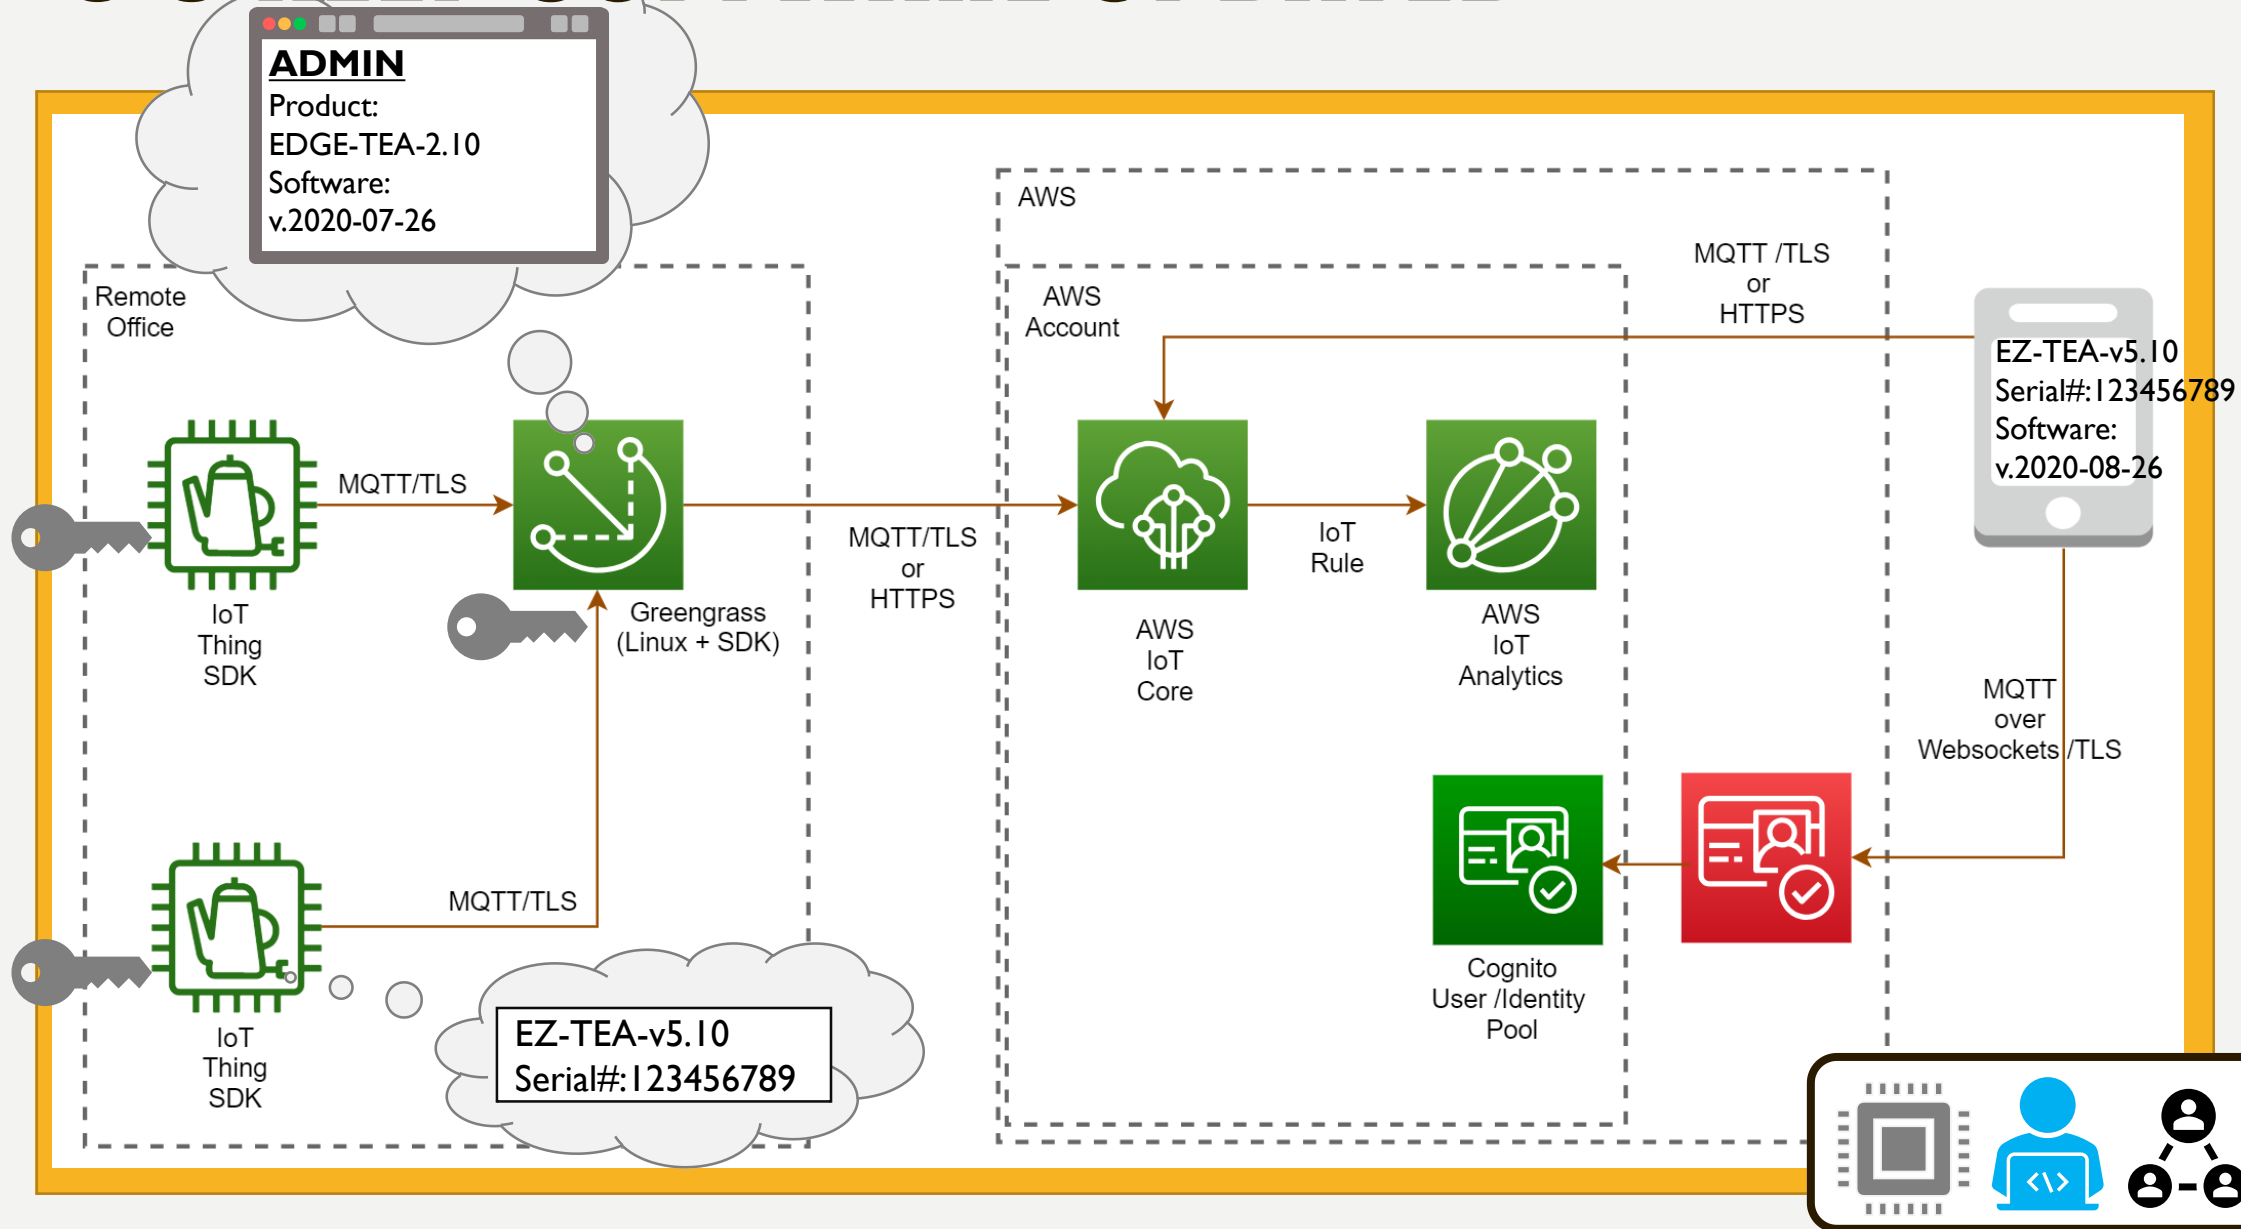 ADMIN
Product:
EDGE-TEA-2.10
Software:
v.2020-07-26
Remote
Office
AWS
AWS
Account
MQTT /TLS
or
HTTPS
EZ-TEA-v5.10
Serial#:123456789
Software:
v.2020-08-26
MQTT/TLS
MQTT/TLS
or
HTTPS
IoT
Rule
IoT
Thing
SDK
Greengrass
(Linux + SDK)
AWS
IoT
Core
AWS
IoT
Analytics
MQTT
over
Websockets /TLS
MQTT/TLS
Cognito
User /Identity
Pool
IoT
Thing
SDK
EZ-TEA-v5.10
Serial#:123456789